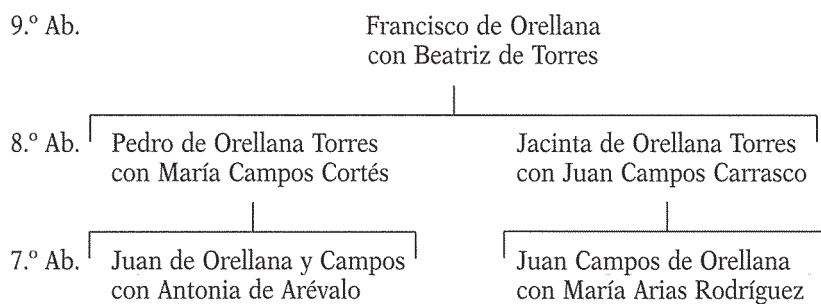 9.º Ab. Francisco de Orellana
con Beatriz de Torres
8.º Ab. Pedro de Orellana Torres Jacinta de Orellana Torres
con María Campos Cortés con Juan Campos Carrasco
7.º Ab. Juan de Orellana y Campos Juan Campos de Orellana
con Antonia de Arévalo con María Arias Rodríguez